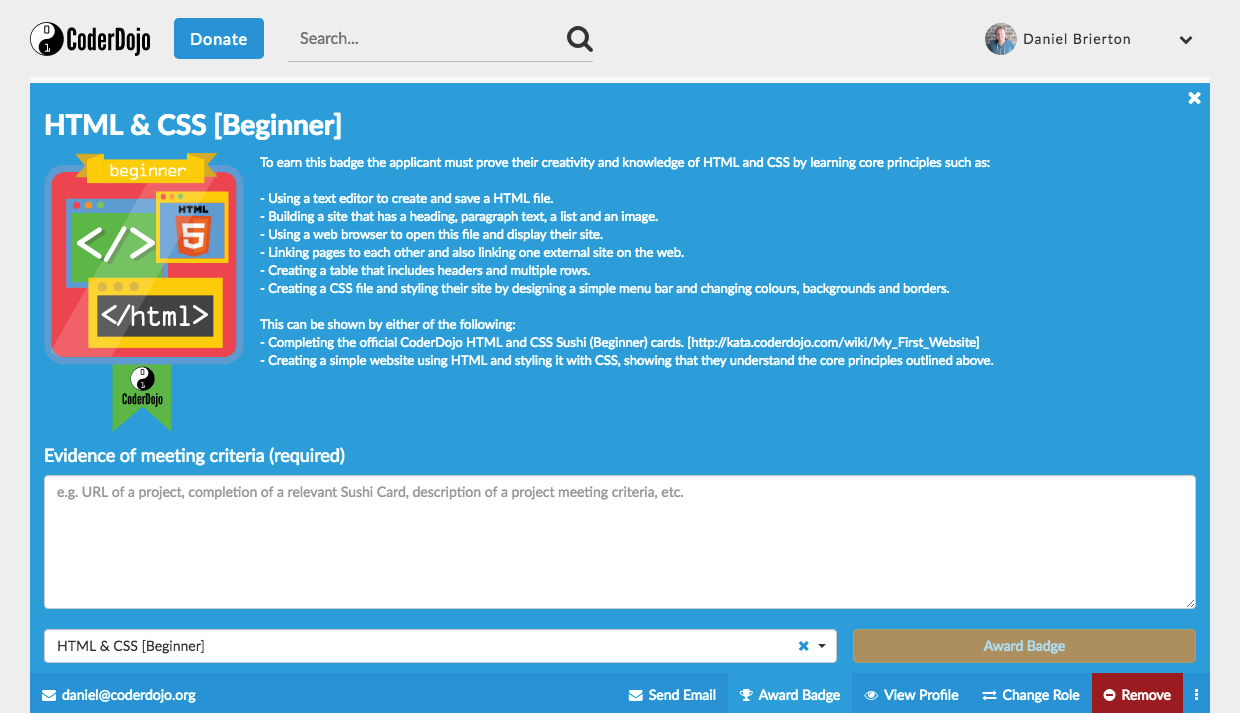 CoderDojo
Donate
Search...
Daniel Brierton
HTML & CSS [Beginner]
beginner
HTML
5
</>
</html>
CoderDojo
To earn this badge the applicant must prove their creativity and knowledge of HTML and CSS by learning core principles such as:
- Using a text editor to create and save a HTML file.
- Building a site that has a heading, paragraph text, a list and an image.
- Using a web browser to open this file and display their site.
- Linking pages to each other and also linking one external site on the web.
- Creating a table that includes headers and multiple rows.
- Creating a CSS file and styling their site by designing a simple menu bar and changing colours, backgrounds and borders.
This can be shown by either of the following:
- Completing the official CoderDojo HTML and CSS Sushi (Beginner) cards. [http://kata.coderdojo.com/wiki/My_First_Website]
- Creating a simple website using HTML and styling it with CSS, showing that they understand the core principles outlined above.
Evidence of meeting criteria (required)
e.g. URL of a project, completion of a relevant Sushi Card, description of a project meeting criteria, etc.
HTML & CSS [Beginner]
Award Badge
daniel@coderdojo.org
Send Email
Award Badge
View Profile
Change Role
Remove